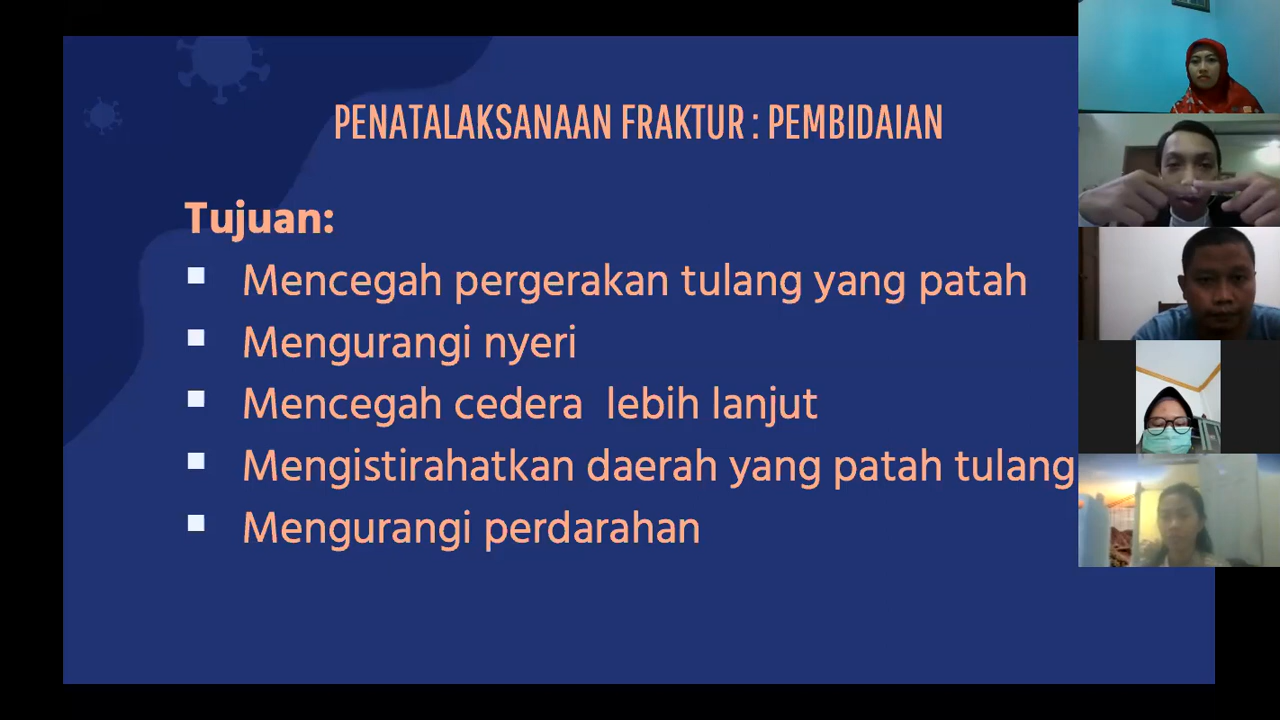 PENATALAKSANAAN FRAKTUR : PEMBIDAIAN
Tujuan:
Mencegah pergerakan tulang yang patah
Mengurangi nyeri
Mencegah cedera lebih lanjut
Mengistirahatkan daerah yang patah tulang
Mengurangi perdarahan